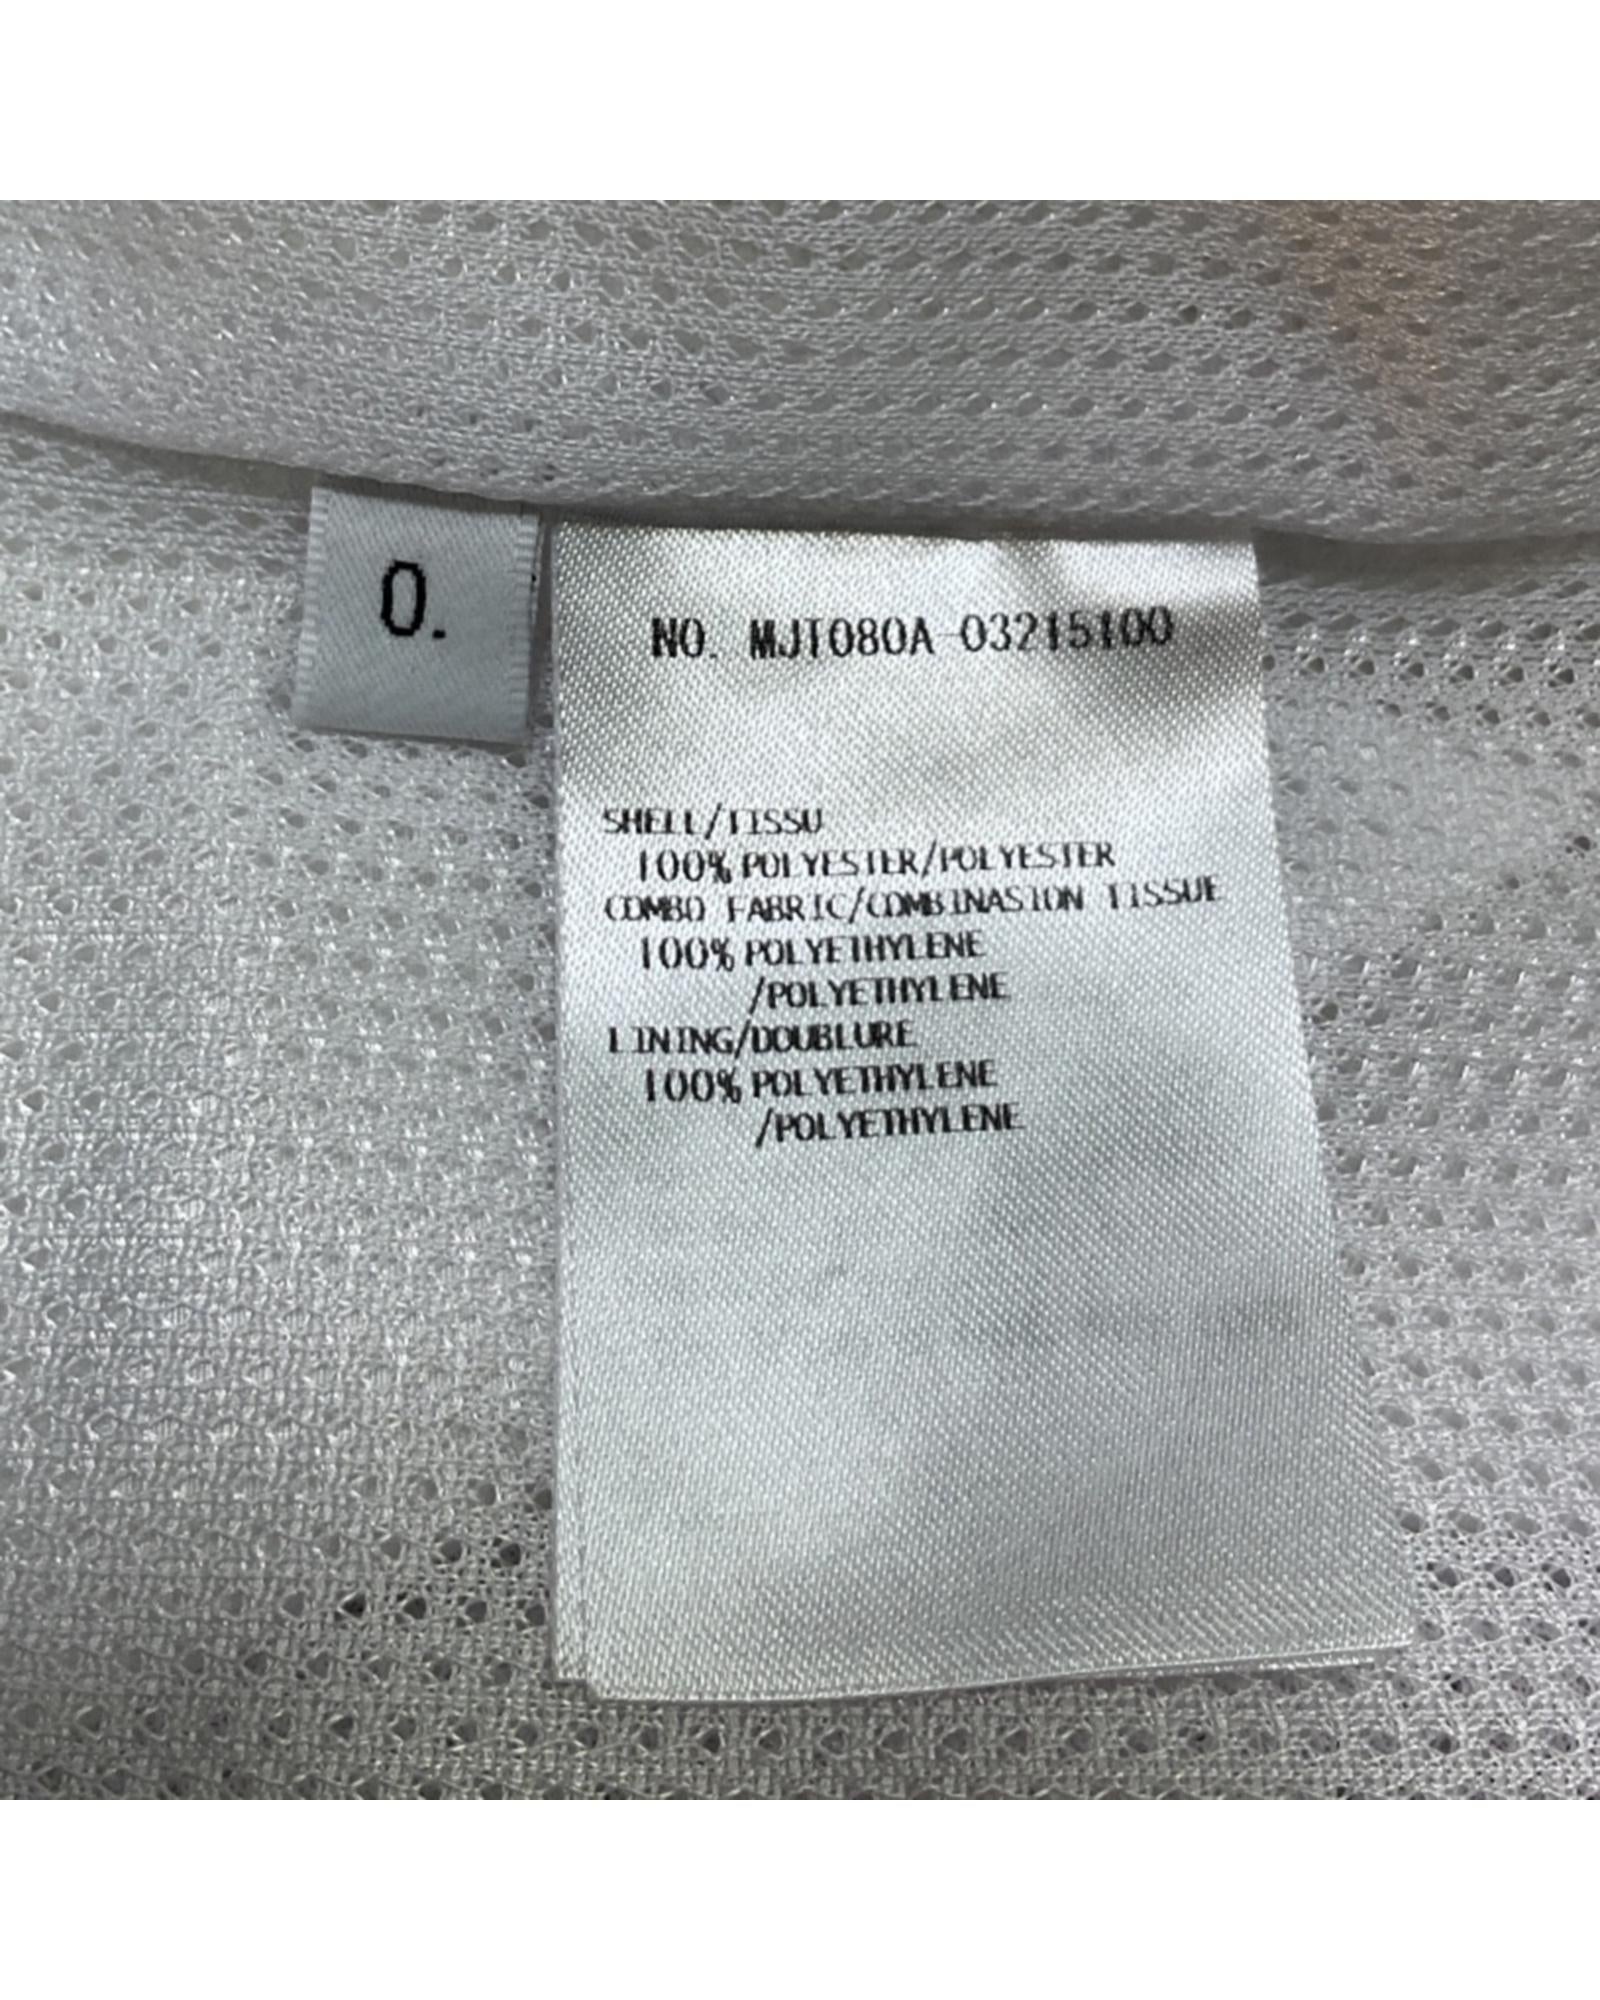 0.
NO. MJT080A-03215100
SHELL/TISSU
100% POLYESTER/POLYESTER
COMBO FABRIC/COMBINASION TISSUE
100% POLYETHYLENE
/POLYETHYLENE
LINING/DOUBLURE
100% POLYETHYLENE
/POLYETHYLENE